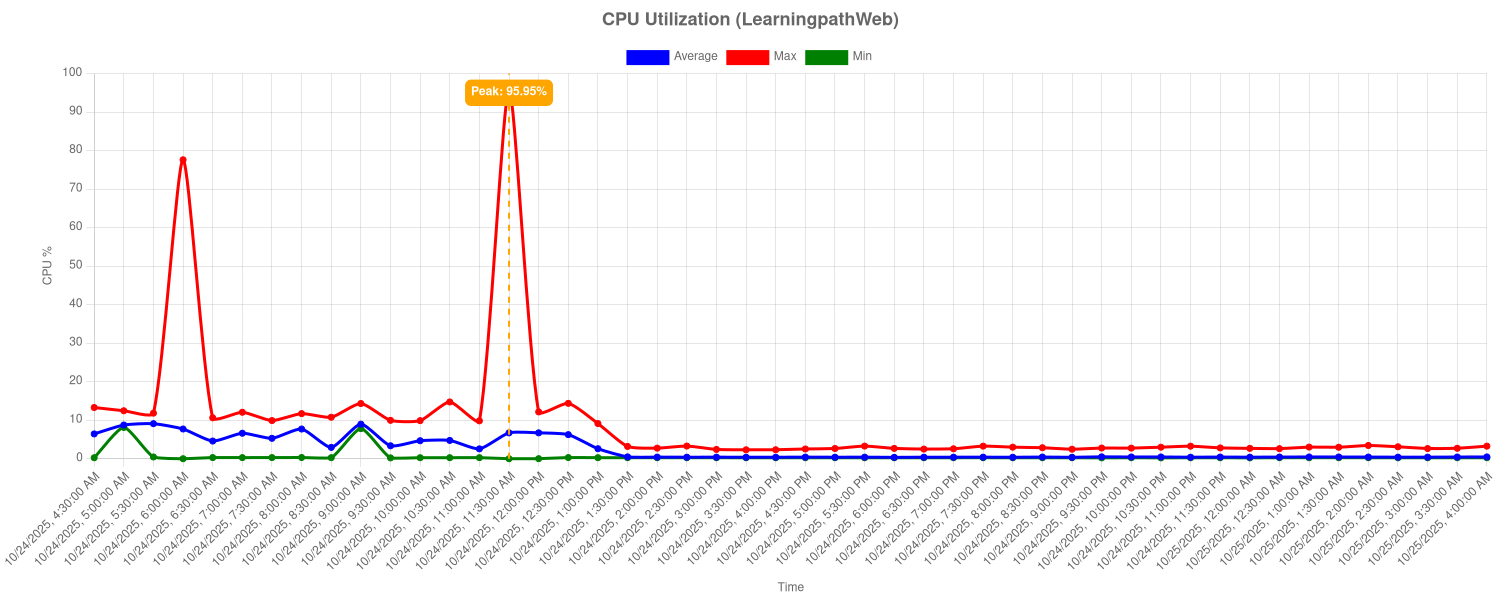 CPU Utilization (LearningpathWeb)
Average Max Min
Peak: 95.95%
CPU %
100
90
80
70
60
50
40
30
20
10
0
10/24/2025, 4:30:00 AM
10/24/2025, 5:00:00 AM
10/24/2025, 5:30:00 AM
10/24/2025, 6:00:00 AM
10/24/2025, 6:30:00 AM
10/24/2025, 7:00:00 AM
10/24/2025, 7:30:00 AM
10/24/2025, 8:00:00 AM
10/24/2025, 8:30:00 AM
10/24/2025, 9:00:00 AM
10/24/2025, 9:30:00 AM
10/24/2025, 10:00:00 AM
10/24/2025, 10:30:00 AM
10/24/2025, 11:00:00 AM
10/24/2025, 11:30:00 AM
10/24/2025, 12:00:00 PM
10/24/2025, 12:30:00 PM
10/24/2025, 1:00:00 PM
10/24/2025, 1:30:00 PM
10/24/2025, 2:00:00 PM
10/24/2025, 2:30:00 PM
10/24/2025, 3:00:00 PM
10/24/2025, 3:30:00 PM
10/24/2025, 4:00:00 PM
10/24/2025, 4:30:00 PM
10/24/2025, 5:00:00 PM
10/24/2025, 5:30:00 PM
10/24/2025, 6:00:00 PM
10/24/2025, 6:30:00 PM
10/24/2025, 7:00:00 PM
10/24/2025, 7:30:00 PM
10/24/2025, 8:00:00 PM
10/24/2025, 8:30:00 PM
10/24/2025, 9:00:00 PM
10/24/2025, 9:30:00 PM
10/24/2025, 10:00:00 PM
10/24/2025, 10:30:00 PM
10/24/2025, 11:00:00 PM
10/24/2025, 11:30:00 PM
10/25/2025, 12:00:00 AM
10/25/2025, 12:30:00 AM
10/25/2025, 1:00:00 AM
10/25/2025, 1:30:00 AM
10/25/2025, 2:00:00 AM
10/25/2025, 2:30:00 AM
10/25/2025, 3:00:00 AM
10/25/2025, 3:30:00 AM
10/25/2025, 4:00:00 AM
Time